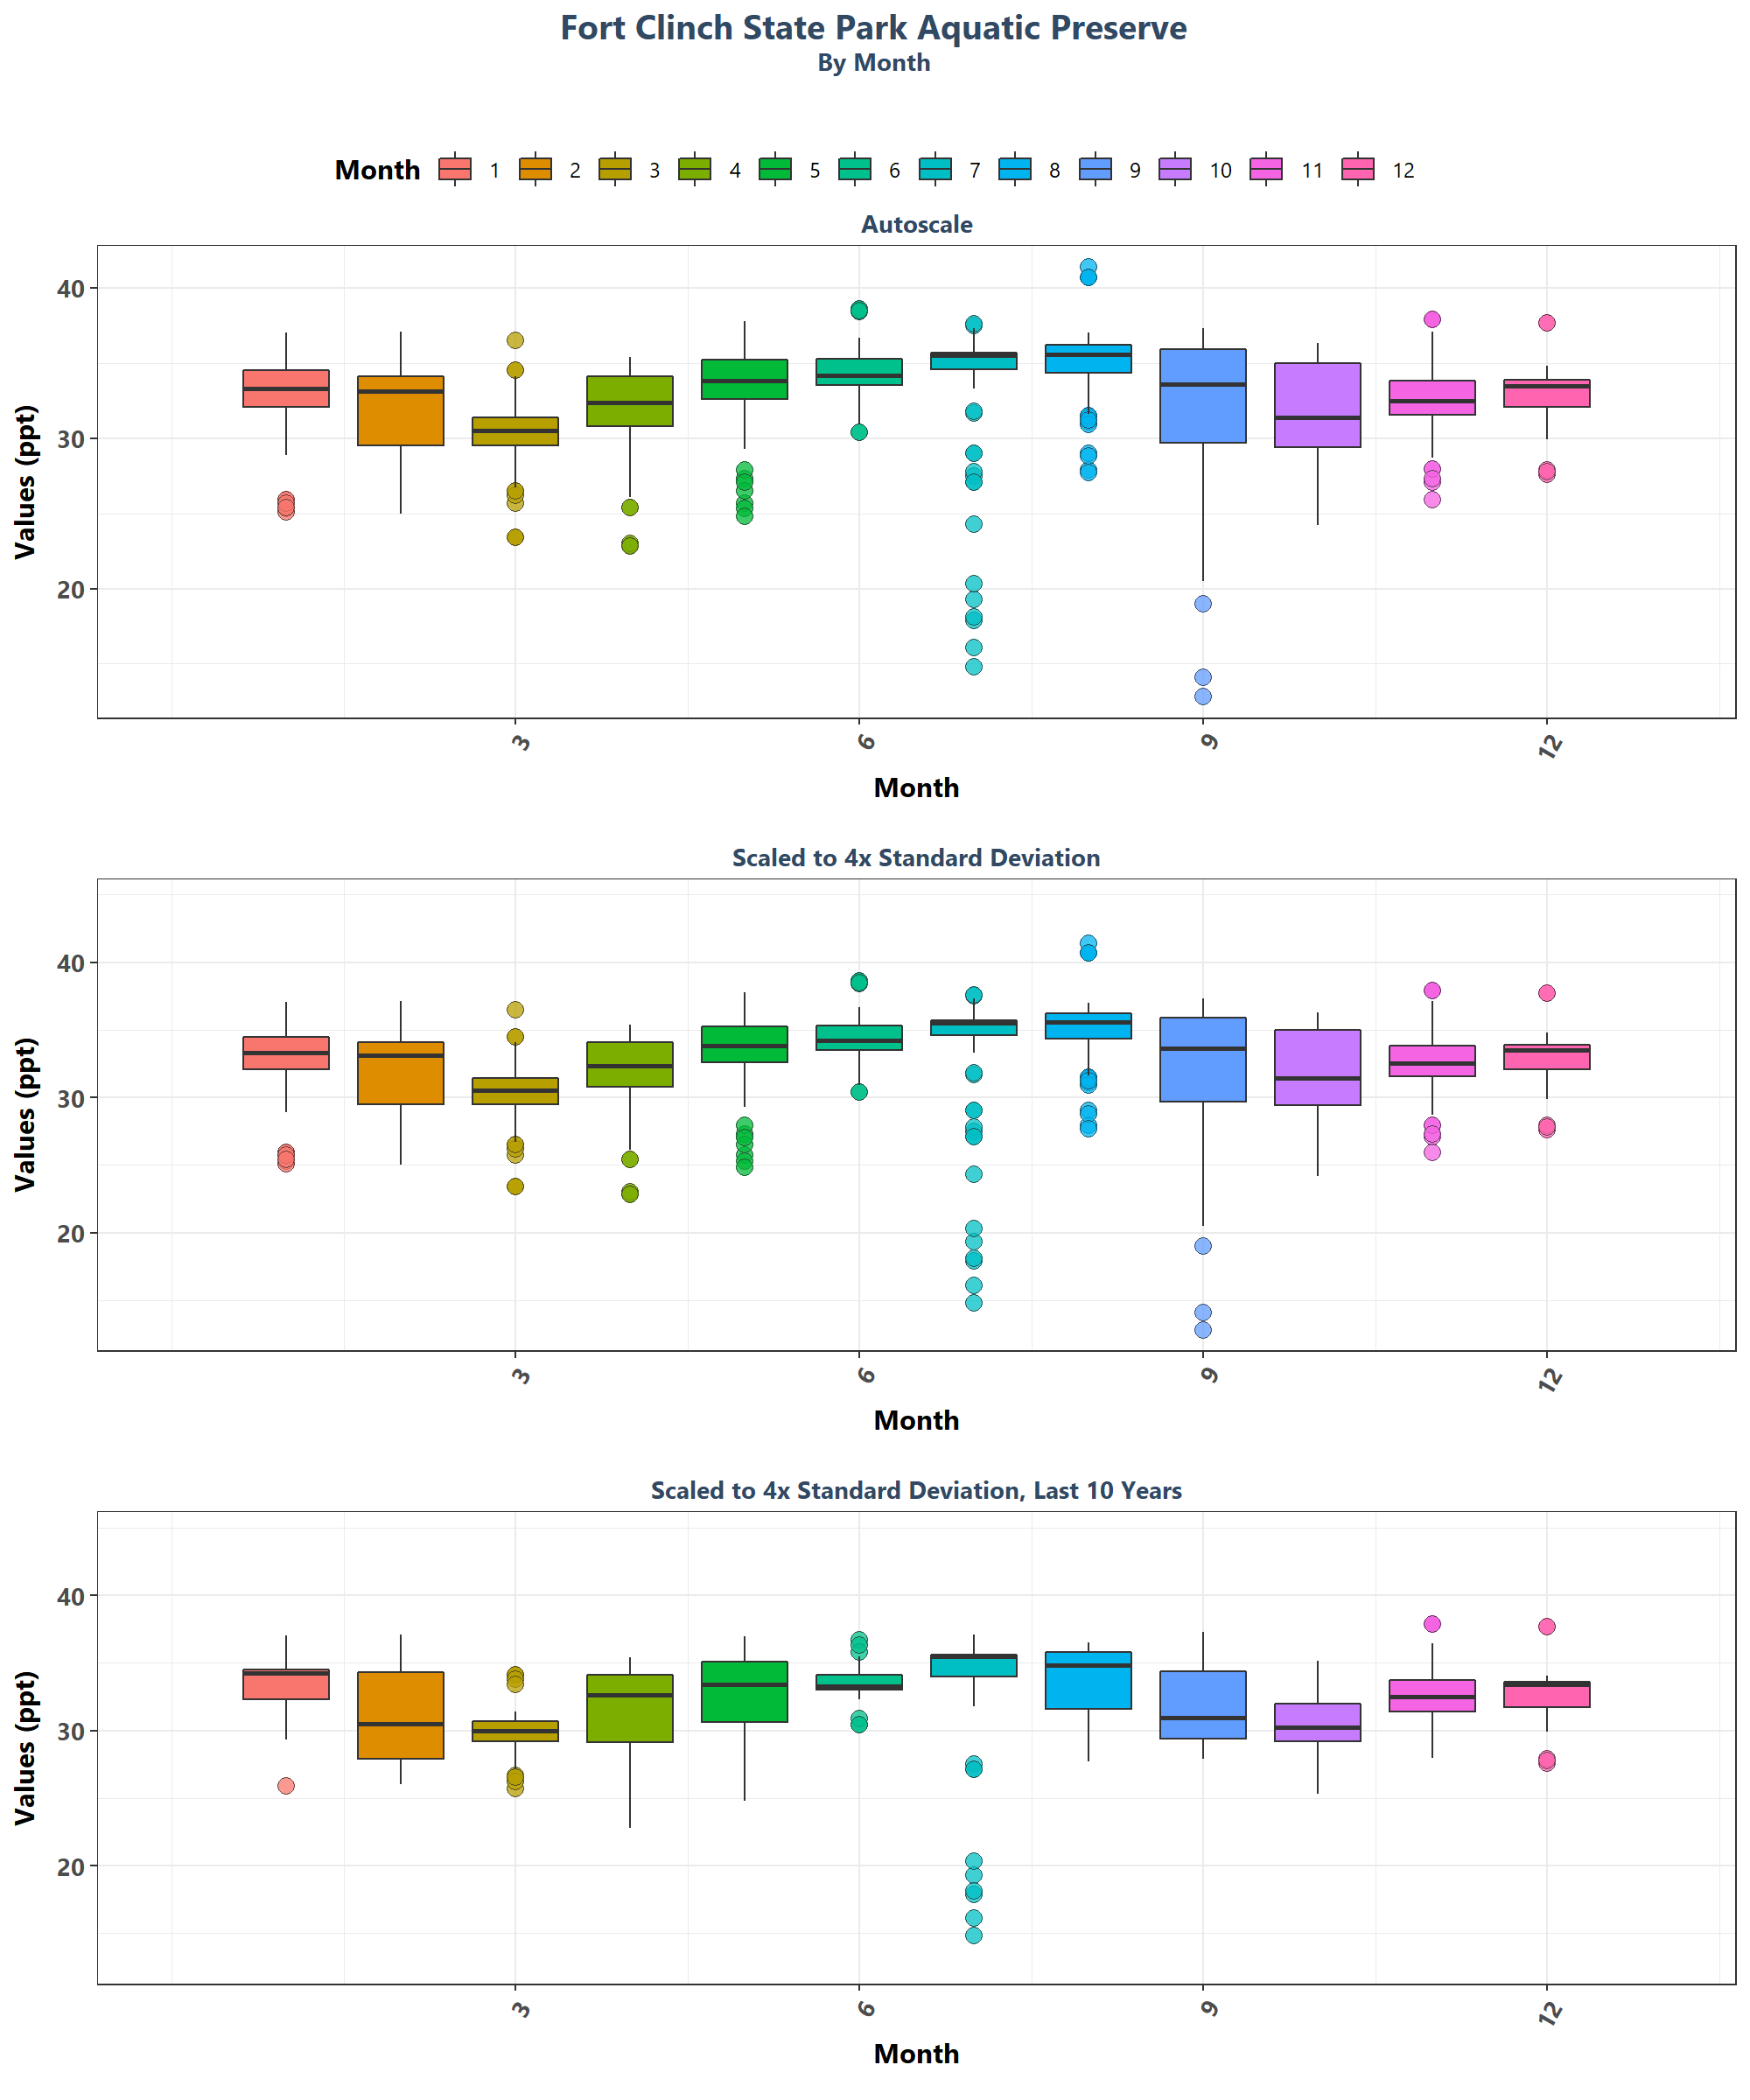 Fort Clinch State Park Aquatic Preserve
By Month
Month 1 2 3 4 5 6 7 8 9 10 11 12
Autoscale
Values (ppt)
40
30
20
3 6 9 12
Month
Scaled to 4x Standard Deviation
Values (ppt)
40
30
20
3 6 9 12
Month
Scaled to 4x Standard Deviation, Last 10 Years
Values (ppt)
40
30
20
3 6 9 12
Month